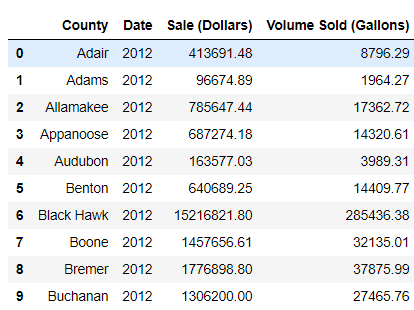 County Date Sale (Dollars) Volume Sold (Gallons)
0 Adair 2012 413691.48 8796.29
1 Adams 2012 96674.89 1964.27
2 Allamakee 2012 785647.44 17362.72
3 Appanoose 2012 687274.18 14320.61
4 Audubon 2012 163577.03 3989.31
5 Benton 2012 640689.25 14409.77
6 Black Hawk 2012 15216821.80 285436.38
7 Boone 2012 1457656.61 32135.01
8 Bremer 2012 1776898.80 37875.99
9 Buchanan 2012 1306200.00 27465.76